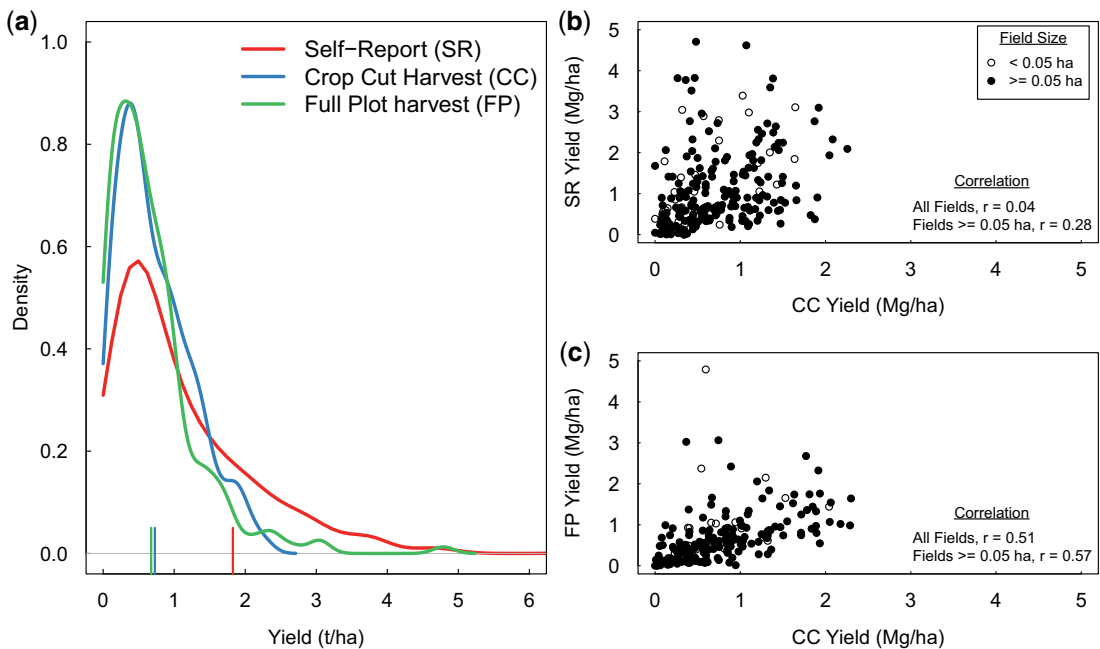 (a)
1.0
0.8
0.6
0.4
0.2
0.0
Density
Self−Report (SR)
Crop Cut Harvest (CC)
Full Plot harvest (FP)
0 1 2 3 4 5 6
Yield (t/ha)
(b)
5
4
3
2
1
0
SR Yield (Mg/ha)
Field Size
< 0.05 ha
>= 0.05 ha
Correlation
All Fields, r = 0.04
Fields >= 0.05 ha, r = 0.28
0 1 2 3 4 5
CC Yield (Mg/ha)
(c)
5
4
3
2
1
0
FP Yield (Mg/ha)
Correlation
All Fields, r = 0.51
Fields >= 0.05 ha, r = 0.57
0 1 2 3 4 5
CC Yield (Mg/ha)